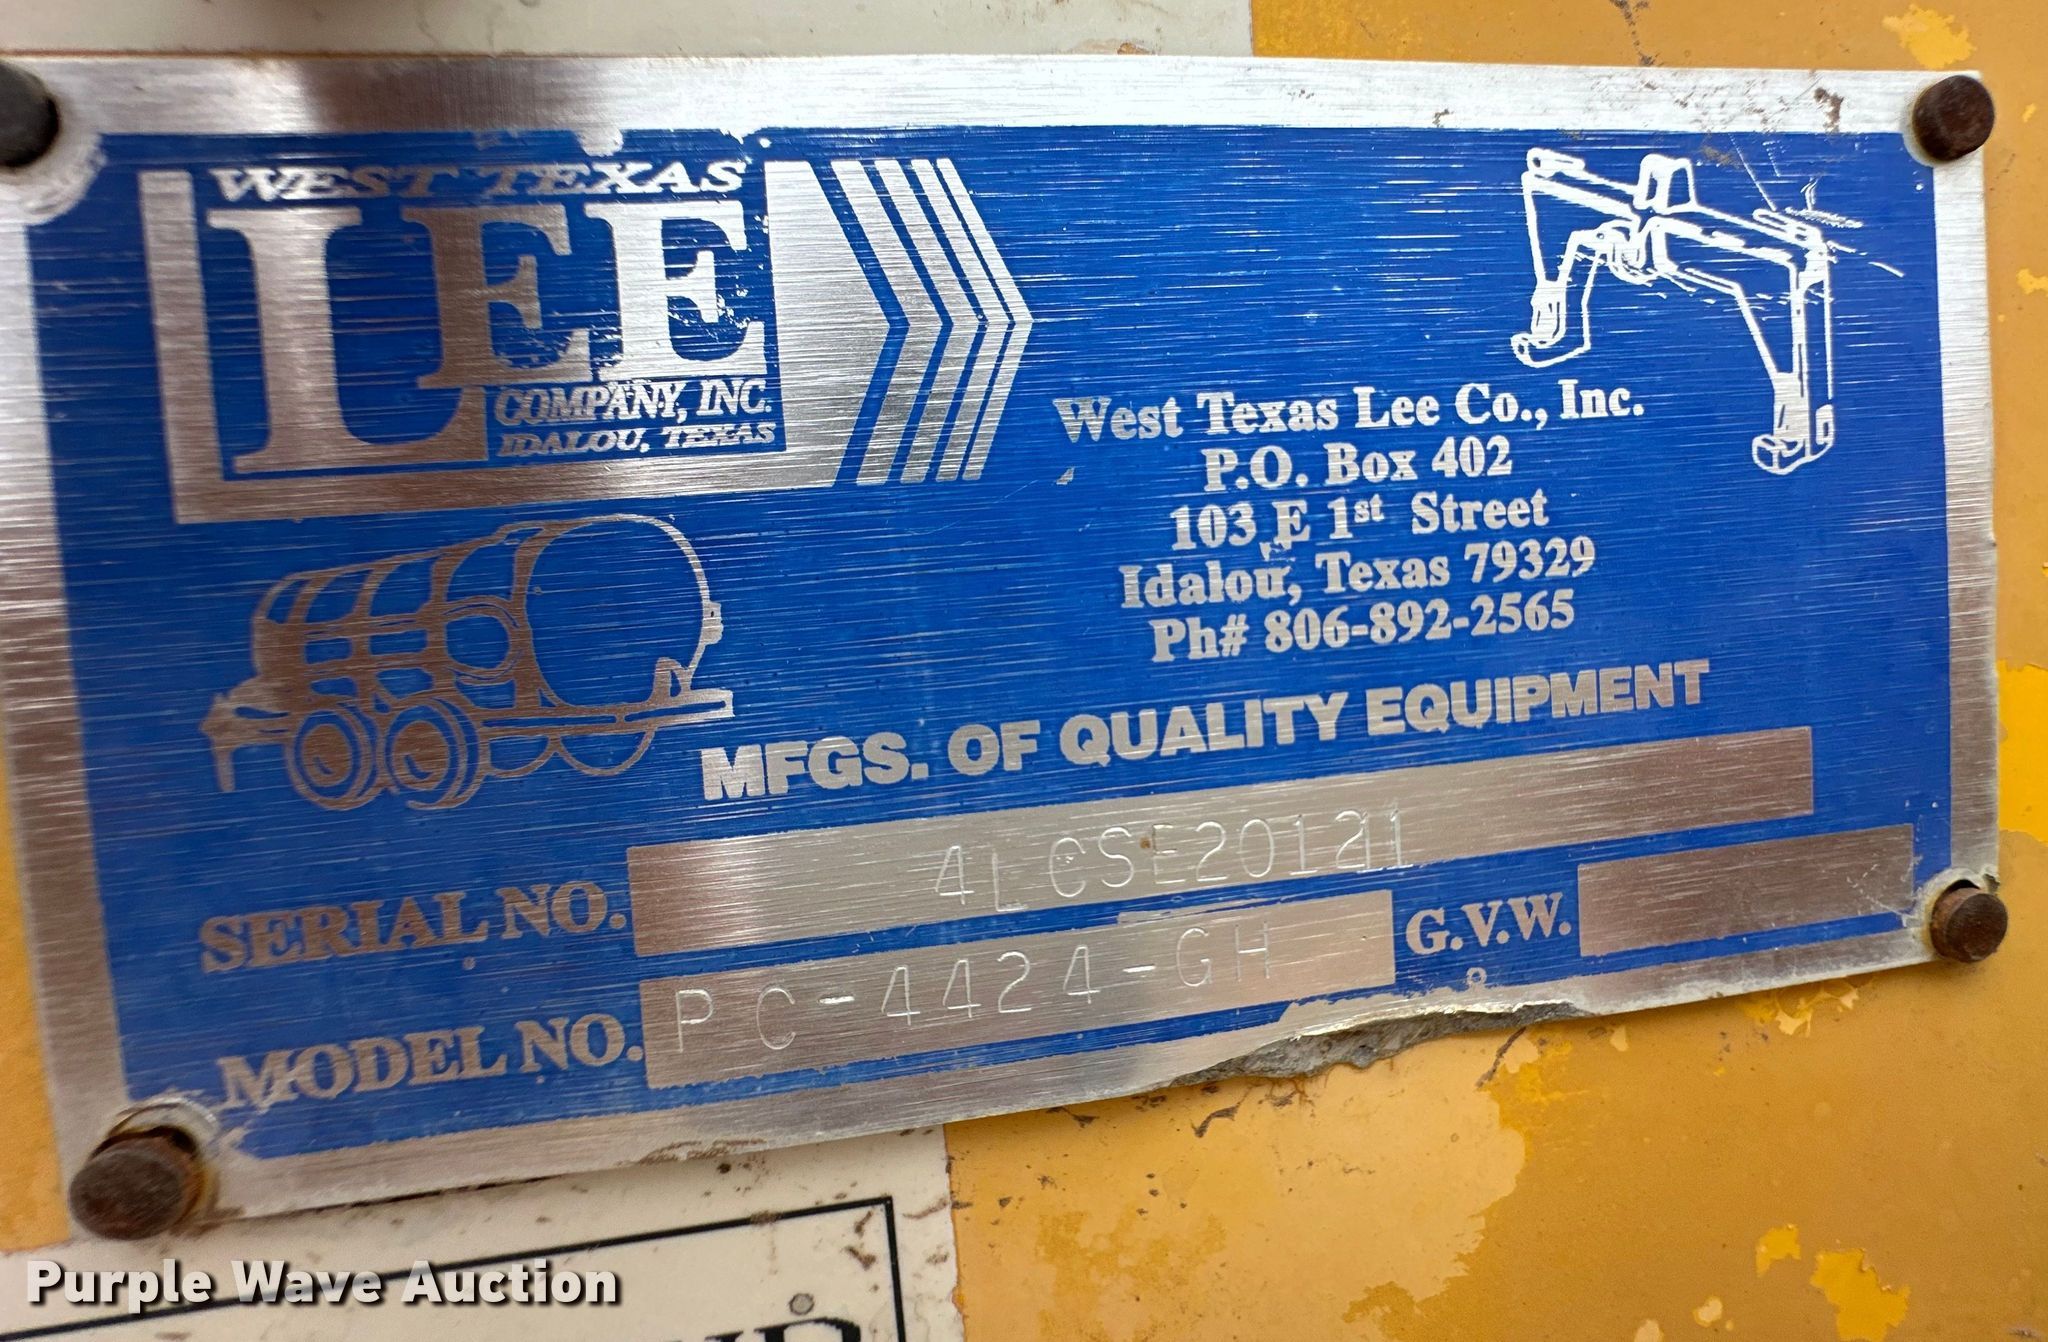 WEST TEXAS
LEE
COMPANY, INC.
IDALOU, TEXAS
West Texas Lee Co., Inc.
P.O. Box 402
103 E 1st Street
Idalou, Texas 79329
Ph# 806-892-2565
MFGS. OF QUALITY EQUIPMENT
SERIAL NO. 4LCSE201211
MODEL NO. PC-4424-GH G.V.W.
Purple Wave Auction